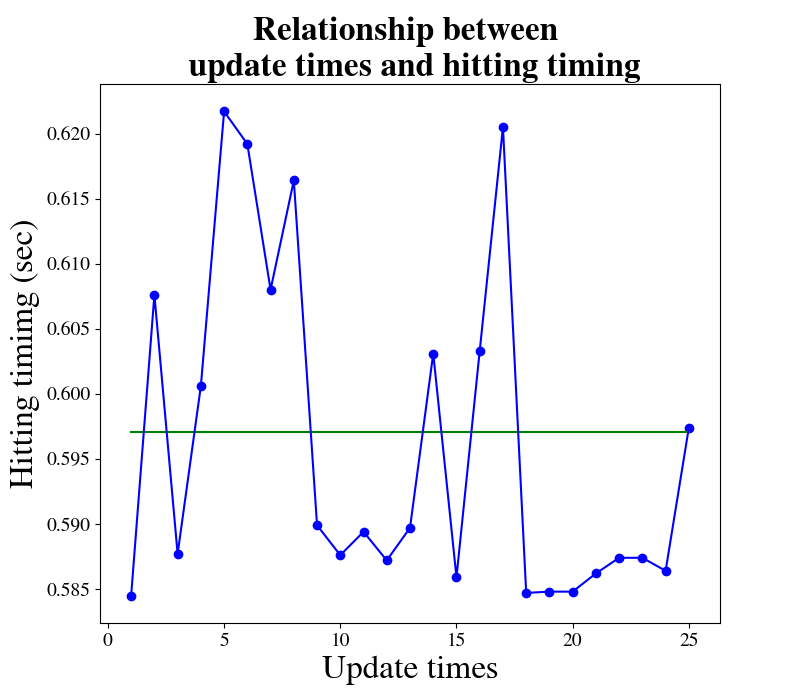 Relationship between
update times and hitting timing
Hitting timimg (sec)
0.620
0.615
0.610
0.605
0.600
0.595
0.590
0.585
0 5 10 15 20 25
Update times